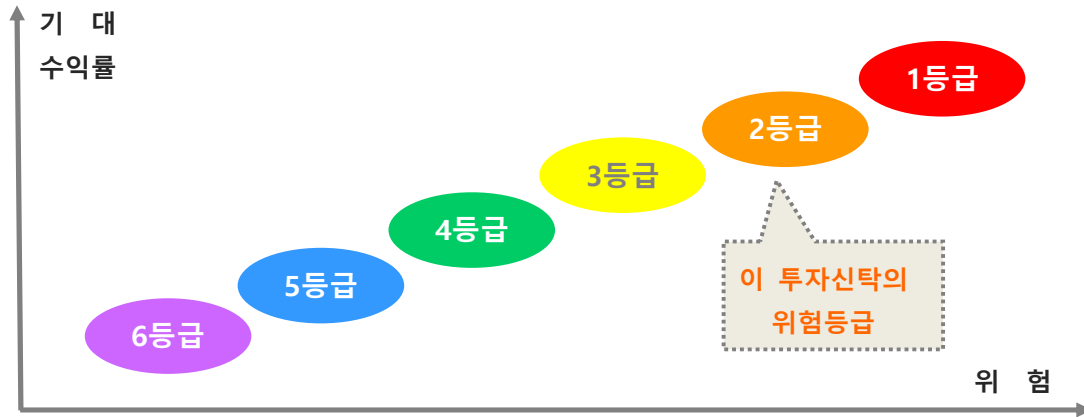 기 대
수익률
1등급
2등급
3등급
4등급
5등급
6등급
이 투자신탁의
위험등급
위 험